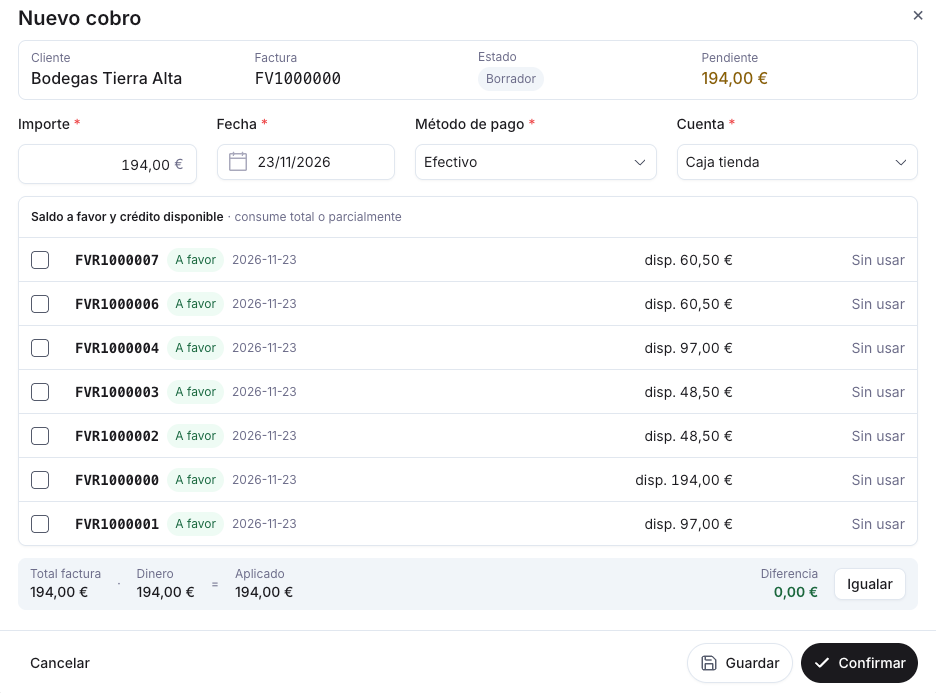 Nuevo cobro
Cliente
Bodegas Tierra Alta
Factura
FV1000000
Estado
Borrador
Pendiente
194,00 €
Importe *
194,00 €
Fecha *
23/11/2026
Método de pago *
Efectivo
Cuenta *
Caja tienda
Saldo a favor y crédito disponible · consume total o parcialmente
FVR1000007 A favor 2026-11-23 disp. 60,50 € Sin usar
FVR1000006 A favor 2026-11-23 disp. 60,50 € Sin usar
FVR1000004 A favor 2026-11-23 disp. 97,00 € Sin usar
FVR1000003 A favor 2026-11-23 disp. 48,50 € Sin usar
FVR1000002 A favor 2026-11-23 disp. 48,50 € Sin usar
FVR1000000 A favor 2026-11-23 disp. 194,00 € Sin usar
FVR1000001 A favor 2026-11-23 disp. 97,00 € Sin usar
Total factura · Dinero = Aplicado Diferencia
194,00 € 194,00 € 194,00 € 0,00 €
Igualar
Cancelar Guardar Confirmar